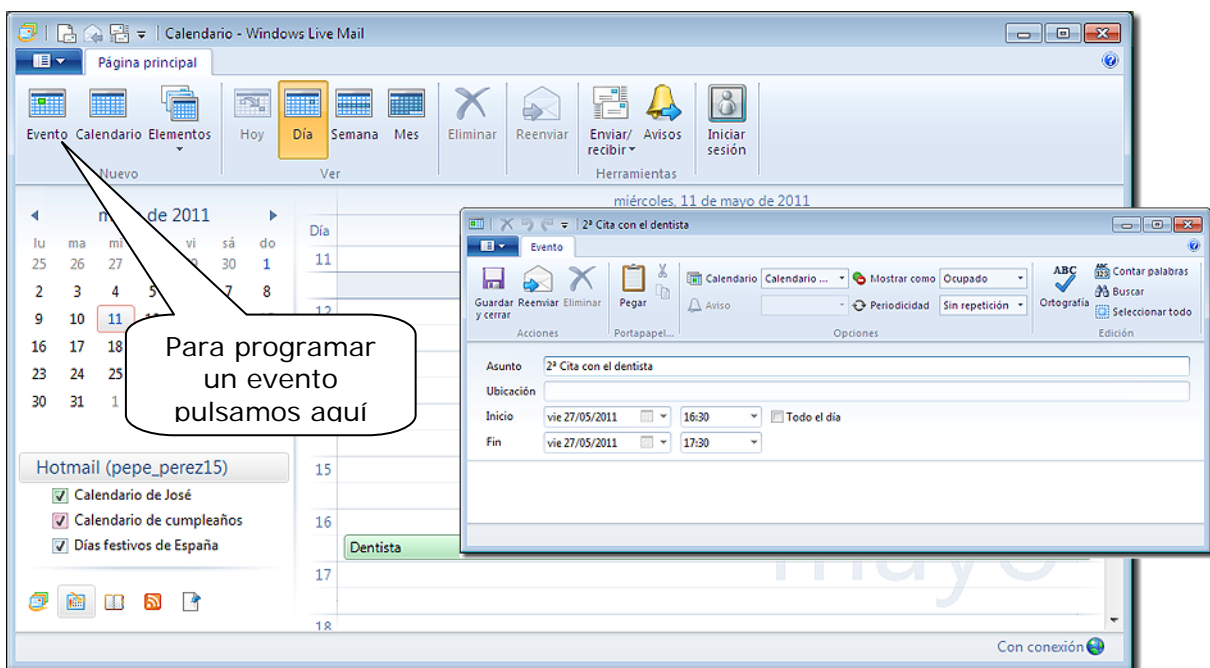 Calendario - Windows Live Mail
Página principal
Evento Calendario Elementos Hoy Día Semana Mes Eliminar Reenviar Enviar/ recibir Avisos Iniciar sesión
Nuevo Ver Herramientas
de 2011
lu ma mi vi sá do
25 26 27 30 1
2 3 4 5 7 8
9 10 11
16 17 18
23 24 25
30 31 1
Para programar
un evento
pulsamos aquí
Hotmail (pepe_perez15)
Calendario de José
Calendario de cumpleaños
Días festivos de España
miércoles, 11 de mayo de 2011
Día
11
12
15
16
Dentista
17
18
mayo
2ª Cita con el dentista
Evento
Guardar y cerrar Reenviar Eliminar Pegar Calendario Calendario ... Mostrar como Ocupado Ortografía Contar palabras
Aviso Periodicidad Sin repetición Buscar
Seleccionar todo
Acciones Portapapel... Opciones Edición
Asunto 2ª Cita con el dentista
Ubicación
Inicio vie 27/05/2011 16:30 Todo el día
Fin vie 27/05/2011 17:30
Con conexión